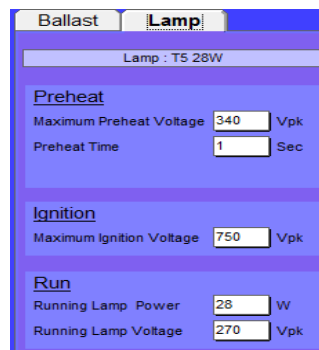 Ballast Lamp
Lamp : T5 28W
Preheat
Maximum Preheat Voltage 340 Vpk
Preheat Time 1 Sec
Ignition
Maximum Ignition Voltage 750 Vpk
Run
Running Lamp Power 28 W
Running Lamp Voltage 270 Vpk